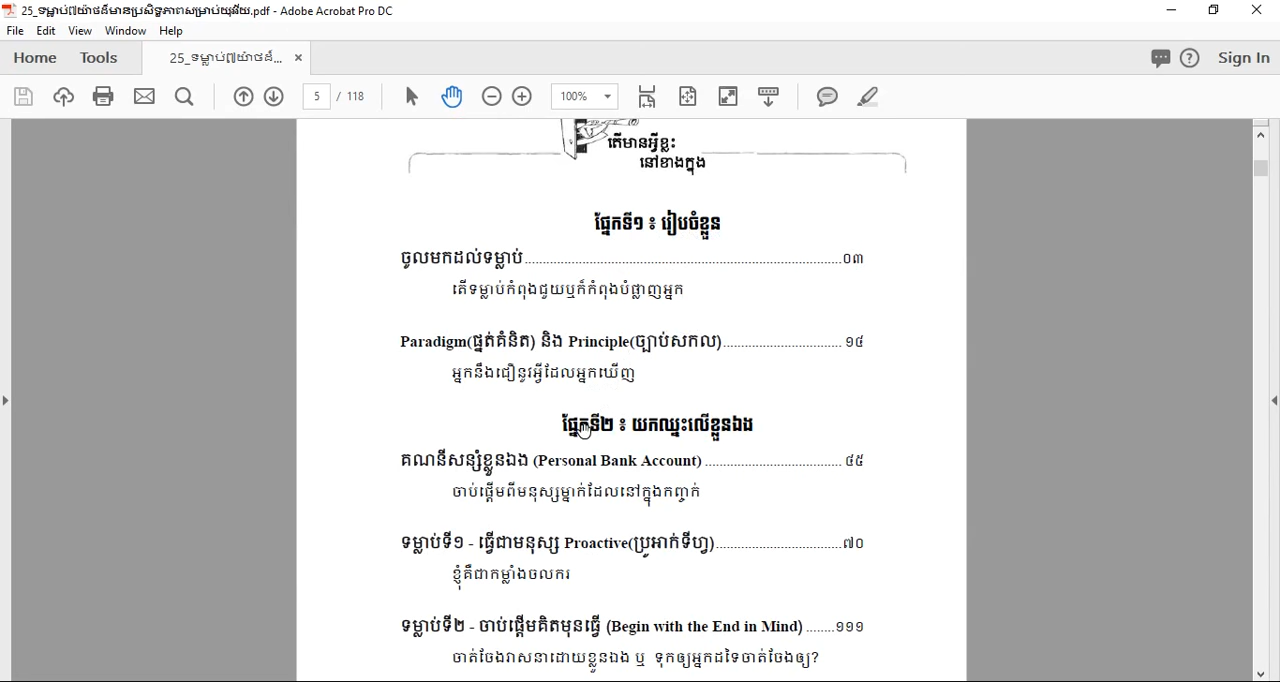 25_ទម្លាប់៧យ៉ាងដ៏មានប្រសិទ្ធភាពសម្រាប់យុវវ័យ.pdf - Adobe Acrobat Pro DC
File Edit View Window Help
Home Tools 25_ទម្លាប់៧យ៉ាងដ៏... × Sign In
5 / 118 100%
តើមានអ្វីខ្លះ
នៅខាងក្នុង
ផ្នែកទី១ ៖ រៀបចំខ្លួន
ចូលមកដល់ទម្លាប់..............................................................................០៣
តើទម្លាប់កំពុងជួយឬក៏កំពុងបំផ្លាញអ្នក
Paradigm(ផ្នត់គំនិត) និង Principle(ច្បាប់សកល).............................. ១៤
អ្នកនឹងជឿនូវអ្វីដែលអ្នកឃើញ
ផ្នែកទី២ ៖ យកឈ្នះលើខ្លួនឯង
គណនីសន្សំខ្លួនឯង (Personal Bank Account) .................................. ៤៥
ចាប់ផ្តើមពីមនុស្សម្នាក់ដែលនៅក្នុងកញ្ចក់
ទម្លាប់ទី១ - ធ្វើជាមនុស្ស Proactive(ប្រូអាក់ទីហ្វ)................................៧០
ខ្ញុំគឺជាកម្លាំងចលករ
ទម្លាប់ទី២ - ចាប់ផ្តើមគិតមុនធ្វើ (Begin with the End in Mind) ........១១១
ចាត់ចែងវាសនាដោយខ្លួនឯង ឬ ទុកឲ្យអ្នកដទៃចាត់ចែងឲ្យ?